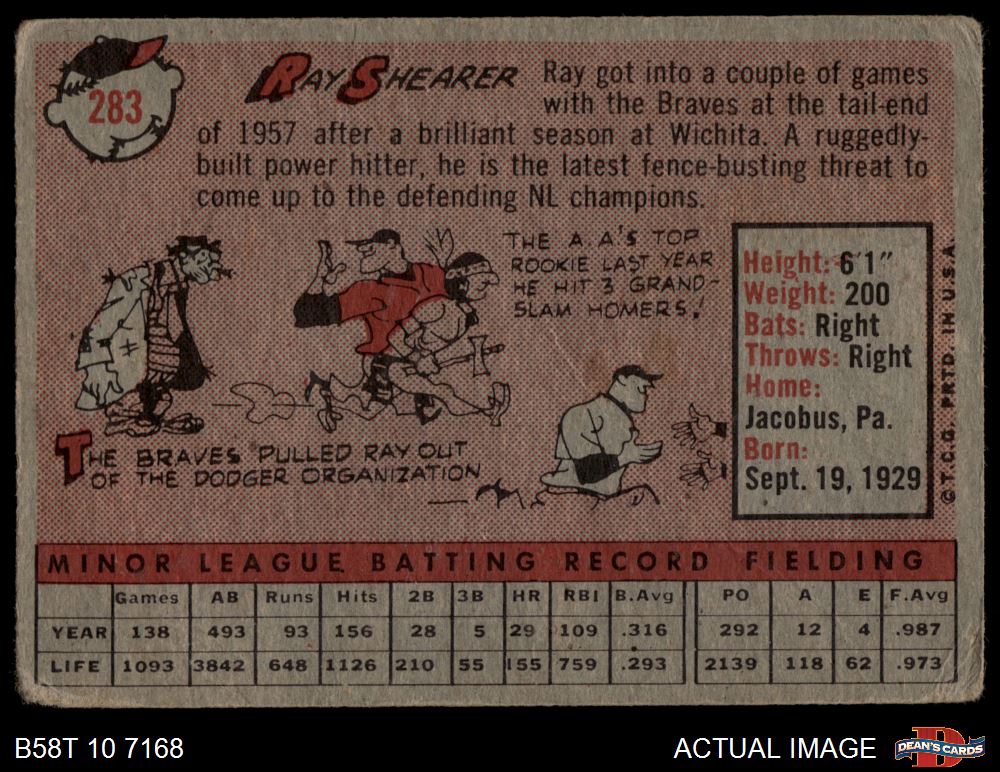 283
RAY SHEARER
Ray got into a couple of games
with the Braves at the tail-end
of 1957 after a brilliant season at Wichita. A ruggedly-
built power hitter, he is the latest fence-busting threat to
come up to the defending NL champions.
THE A.A'S TOP
ROOKIE LAST YEAR
HE HIT 3 GRAND-
SLAM HOMERS!
THE BRAVES PULLED RAY OUT
OF THE DODGER ORGANIZATION
Height: 6'1"
Weight: 200
Bats: Right
Throws: Right
Home:
Jacobus, Pa.
Born:
Sept. 19, 1929
© T.C.G. PRTD. IN U.S.A.
MINOR LEAGUE BATTING RECORD FIELDING
Games AB Runs Hits 2B 3B HR RBI B.Avg PO A E F.Avg
YEAR 138 493 93 156 28 5 29 109 .316 292 12 4 .987
LIFE 1093 3842 648 1126 210 55 155 759 .293 2139 118 62 .973
B58T 10 7168
ACTUAL IMAGE
D
DEAN'S CARDS